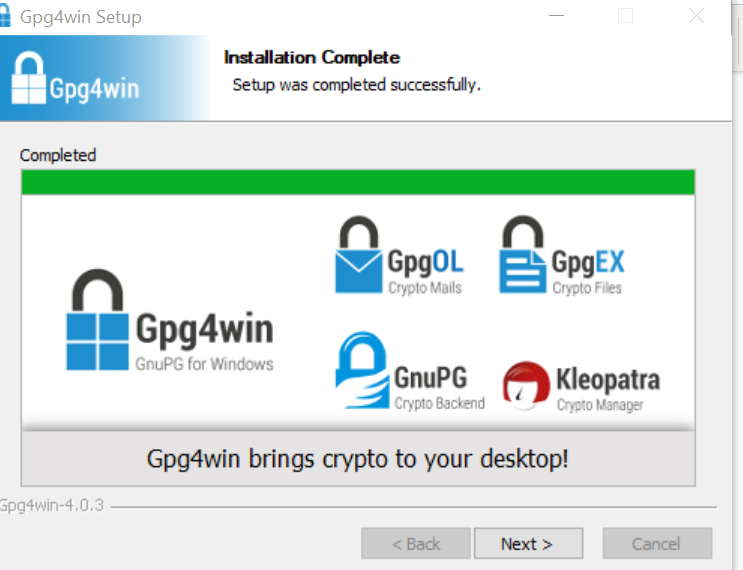 Gpg4win Setup
Installation Complete
Setup was completed successfully.
Gpg4win
Completed
GpgOL
Crypto Mails
GpgEX
Crypto Files
Gpg4win
GnuPG for Windows
GnuPG
Crypto Backend
Kleopatra
Crypto Manager
Gpg4win brings crypto to your desktop!
Gpg4win-4.0.3
< Back
Next >
Cancel